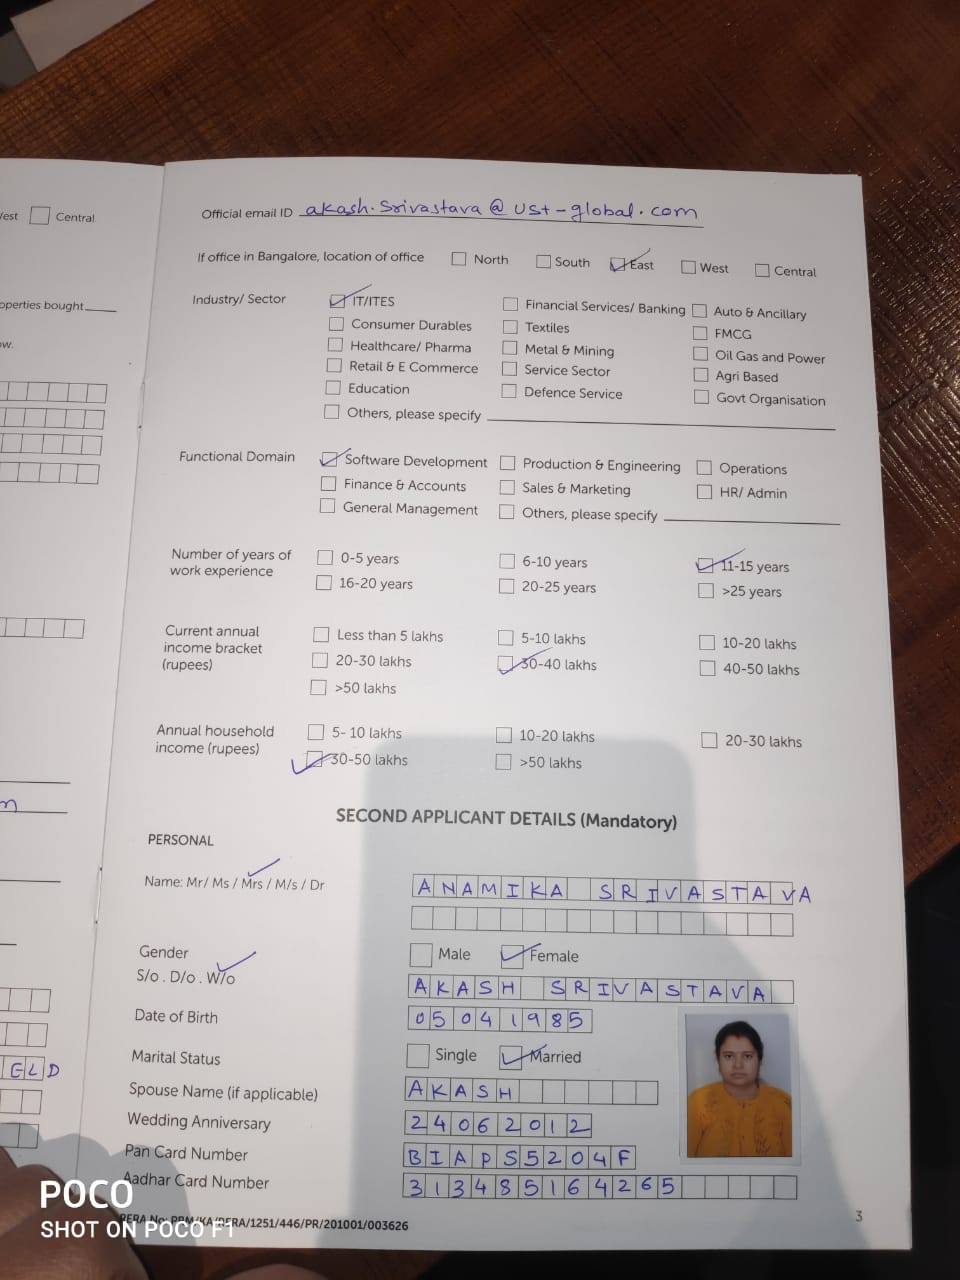 Vest Central
Official email ID akash.srivastava@ust-global.com
If office in Bangalore, location of office North South East West Central
operties bought
Industry/ Sector IT/ITES Financial Services/ Banking Auto & Ancillary
Consumer Durables Textiles FMCG
ow.
Healthcare/ Pharma Metal & Mining Oil Gas and Power
Retail & E Commerce Service Sector Agri Based
Education Defence Service Govt Organisation
Others, please specify
Functional Domain Software Development Production & Engineering Operations
Finance & Accounts Sales & Marketing HR/ Admin
General Management Others, please specify
Number of years of work experience 0-5 years 6-10 years 11-15 years
16-20 years 20-25 years >25 years
Current annual income bracket (rupees) Less than 5 lakhs 5-10 lakhs 10-20 lakhs
20-30 lakhs 30-40 lakhs 40-50 lakhs
>50 lakhs
Annual household income (rupees) 5- 10 lakhs 10-20 lakhs 20-30 lakhs
30-50 lakhs >50 lakhs
SECOND APPLICANT DETAILS (Mandatory)
PERSONAL
Name: Mr/ Ms / Mrs / M/s / Dr ANAMIKA SRIVASTAVA
Gender Male Female
S/o . D/o . W/o AKASH SRIVASTAVA
Date of Birth 05041985
Marital Status Single Married
ELD
Spouse Name (if applicable) AKASH
Wedding Anniversary 24062012
Pan Card Number BIAPS5204F
Aadhar Card Number 313485164265
RERA No: PRM/KA/RERA/1251/446/PR/201001/003626
3
POCO
SHOT ON POCO F1